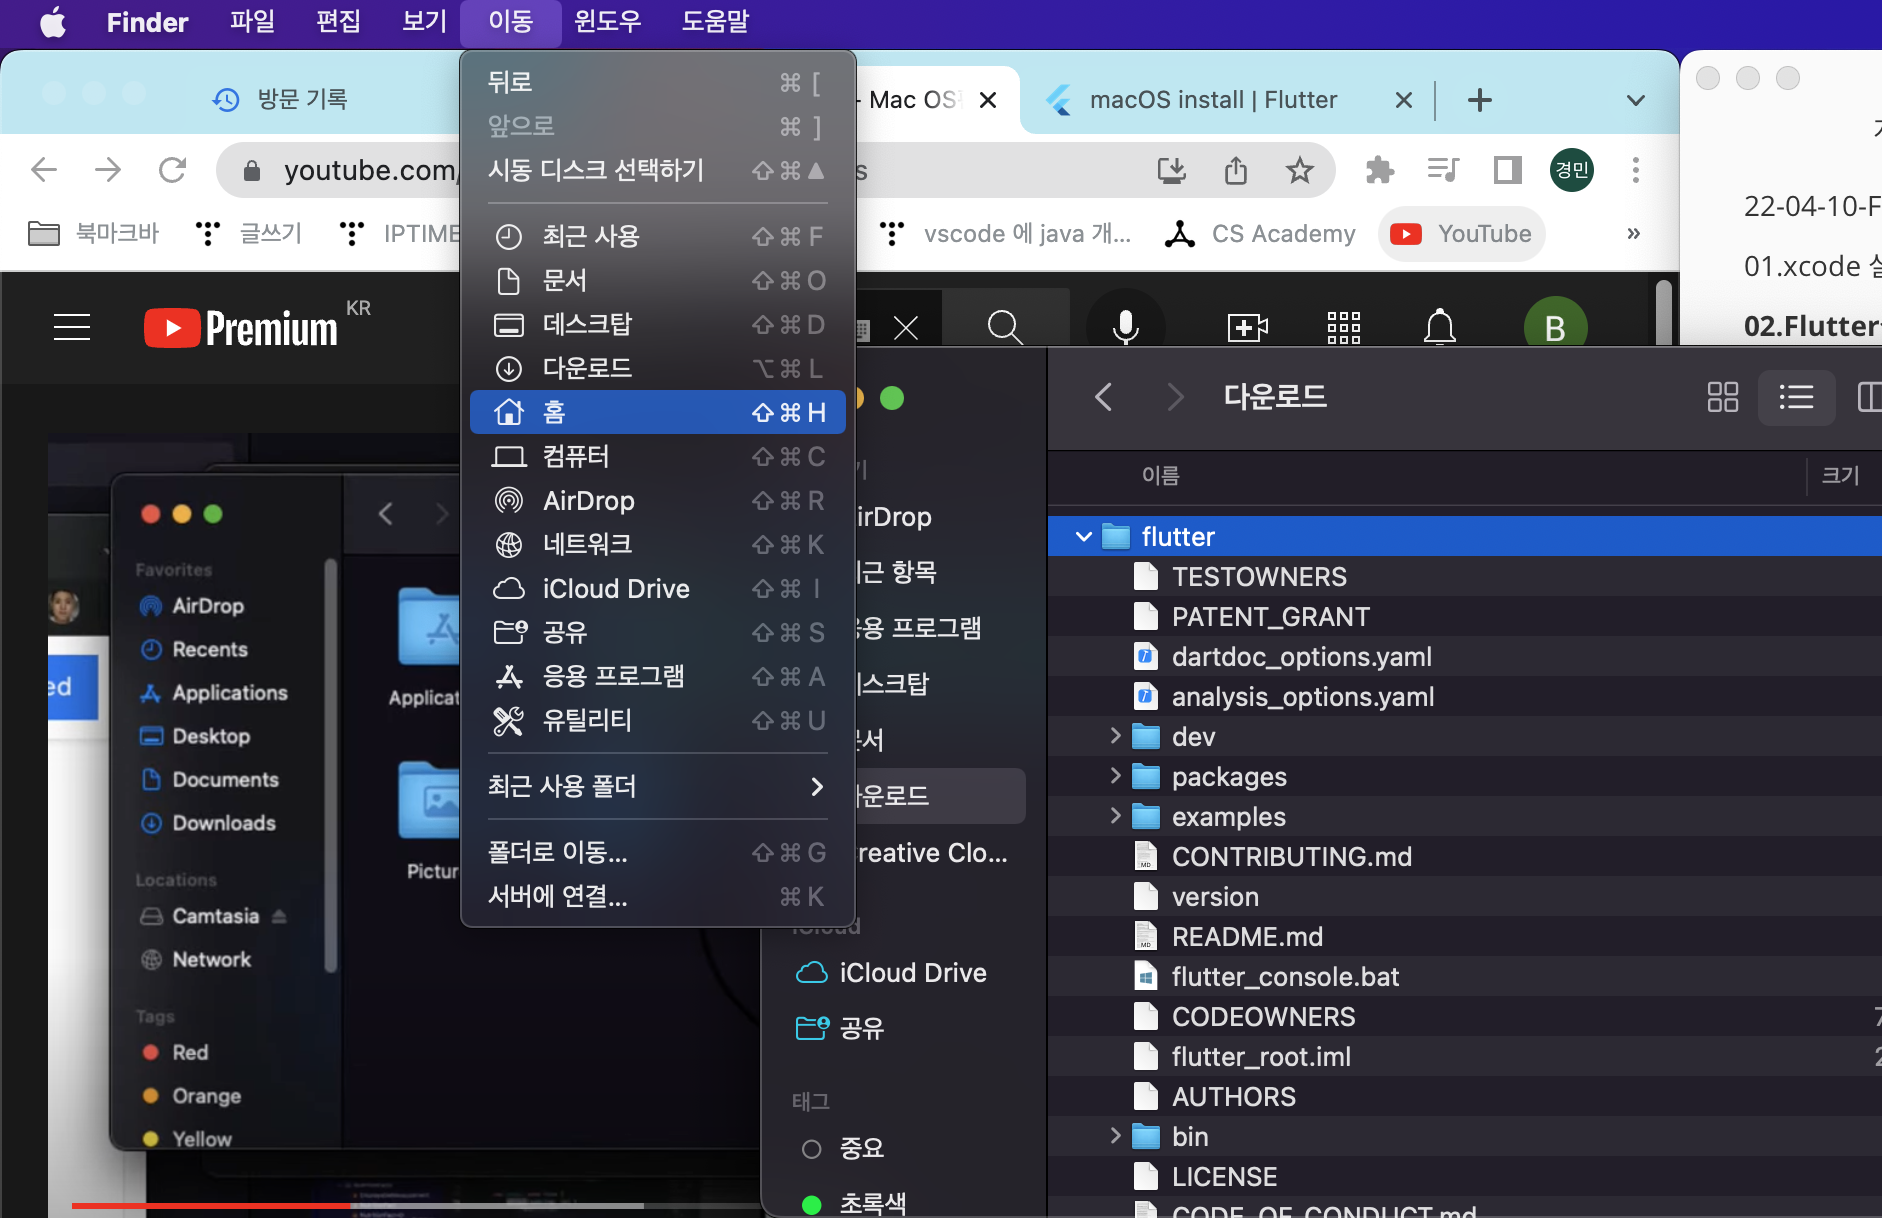 Finder 파일 편집 보기 이동 윈도우 도움말
방문 기록
- Mac OS
macOS install | Flutter
youtube.com/
s
경민
북마크바
글쓰기
IPTIME
vscode 에 java 개...
CS Academy
YouTube
»
Premium KR
B
뒤로 ⌘ [
앞으로 ⌘ ]
시동 디스크 선택하기 ⇧⌘▲
최근 사용 ⇧⌘F
문서 ⇧⌘O
데스크탑 ⇧⌘D
다운로드 ⌥⌘L
홈 ⇧⌘H
컴퓨터 ⇧⌘C
AirDrop ⇧⌘R
네트워크 ⇧⌘K
iCloud Drive ⇧⌘I
공유 ⇧⌘S
응용 프로그램 ⇧⌘A
유틸리티 ⇧⌘U
최근 사용 폴더
폴더로 이동... ⇧⌘G
서버에 연결... ⌘K
22-04-10-F
01.xcode
02.Flutter
ed
Favorites
AirDrop
Recents
Applications
Desktop
Documents
Downloads
Locations
Camtasia
Network
Tags
Red
Orange
Yellow
Applicat
Pictur
irDrop
근 항목
용 프로그램
스크탑
서
운로드
reative Clo...
iCloud
iCloud Drive
공유
태그
중요
초록색
다운로드
이름 크기
flutter
TESTOWNERS
PATENT_GRANT
dartdoc_options.yaml
analysis_options.yaml
dev
packages
examples
CONTRIBUTING.md
version
README.md
flutter_console.bat
CODEOWNERS 7
flutter_root.iml 2
AUTHORS
bin
LICENSE
CODE_OF_CONDUCT.md